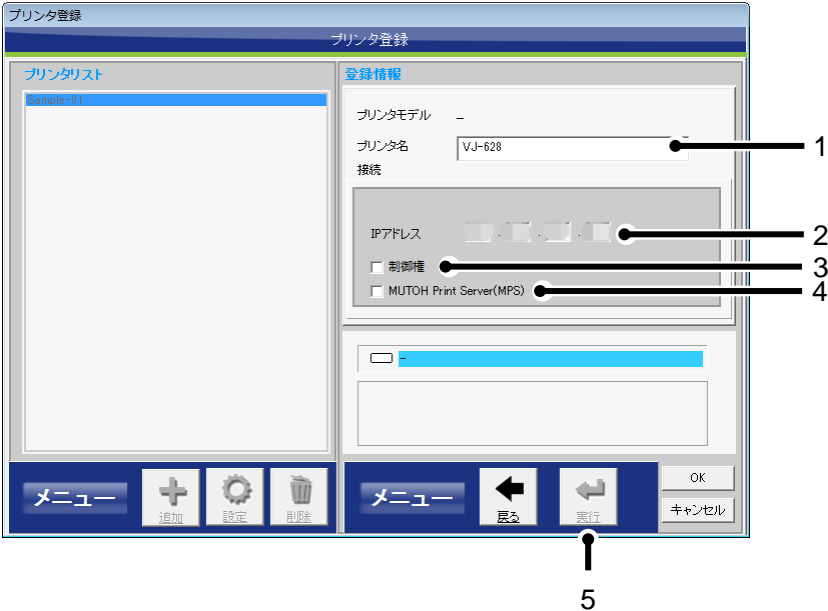 プリンタ登録
プリンタ登録
プリンタリスト
Sample-01
登録情報
プリンタモデル -
プリンタ名 VJ-628
1
接続
IPアドレス . . .
2
制御権
3
MUTOH Print Server(MPS)
4
-
メニュー
追加
設定
削除
メニュー
戻る
実行
OK
キャンセル
5